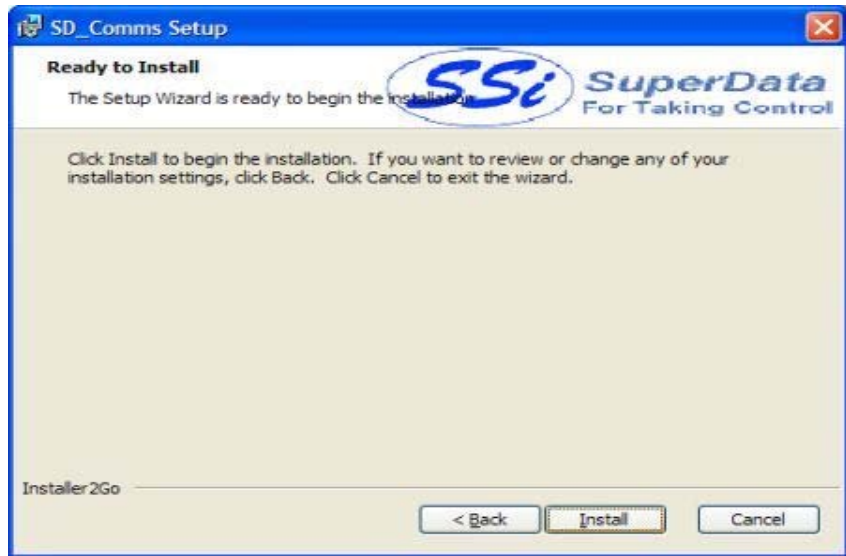 SD_Comms Setup
Ready to Install
The Setup Wizard is ready to begin the installation.
SSi
SuperData
For Taking Control
Click Install to begin the installation. If you want to review or change any of your
installation settings, click Back. Click Cancel to exit the wizard.
Installer2Go
< Back
Install
Cancel